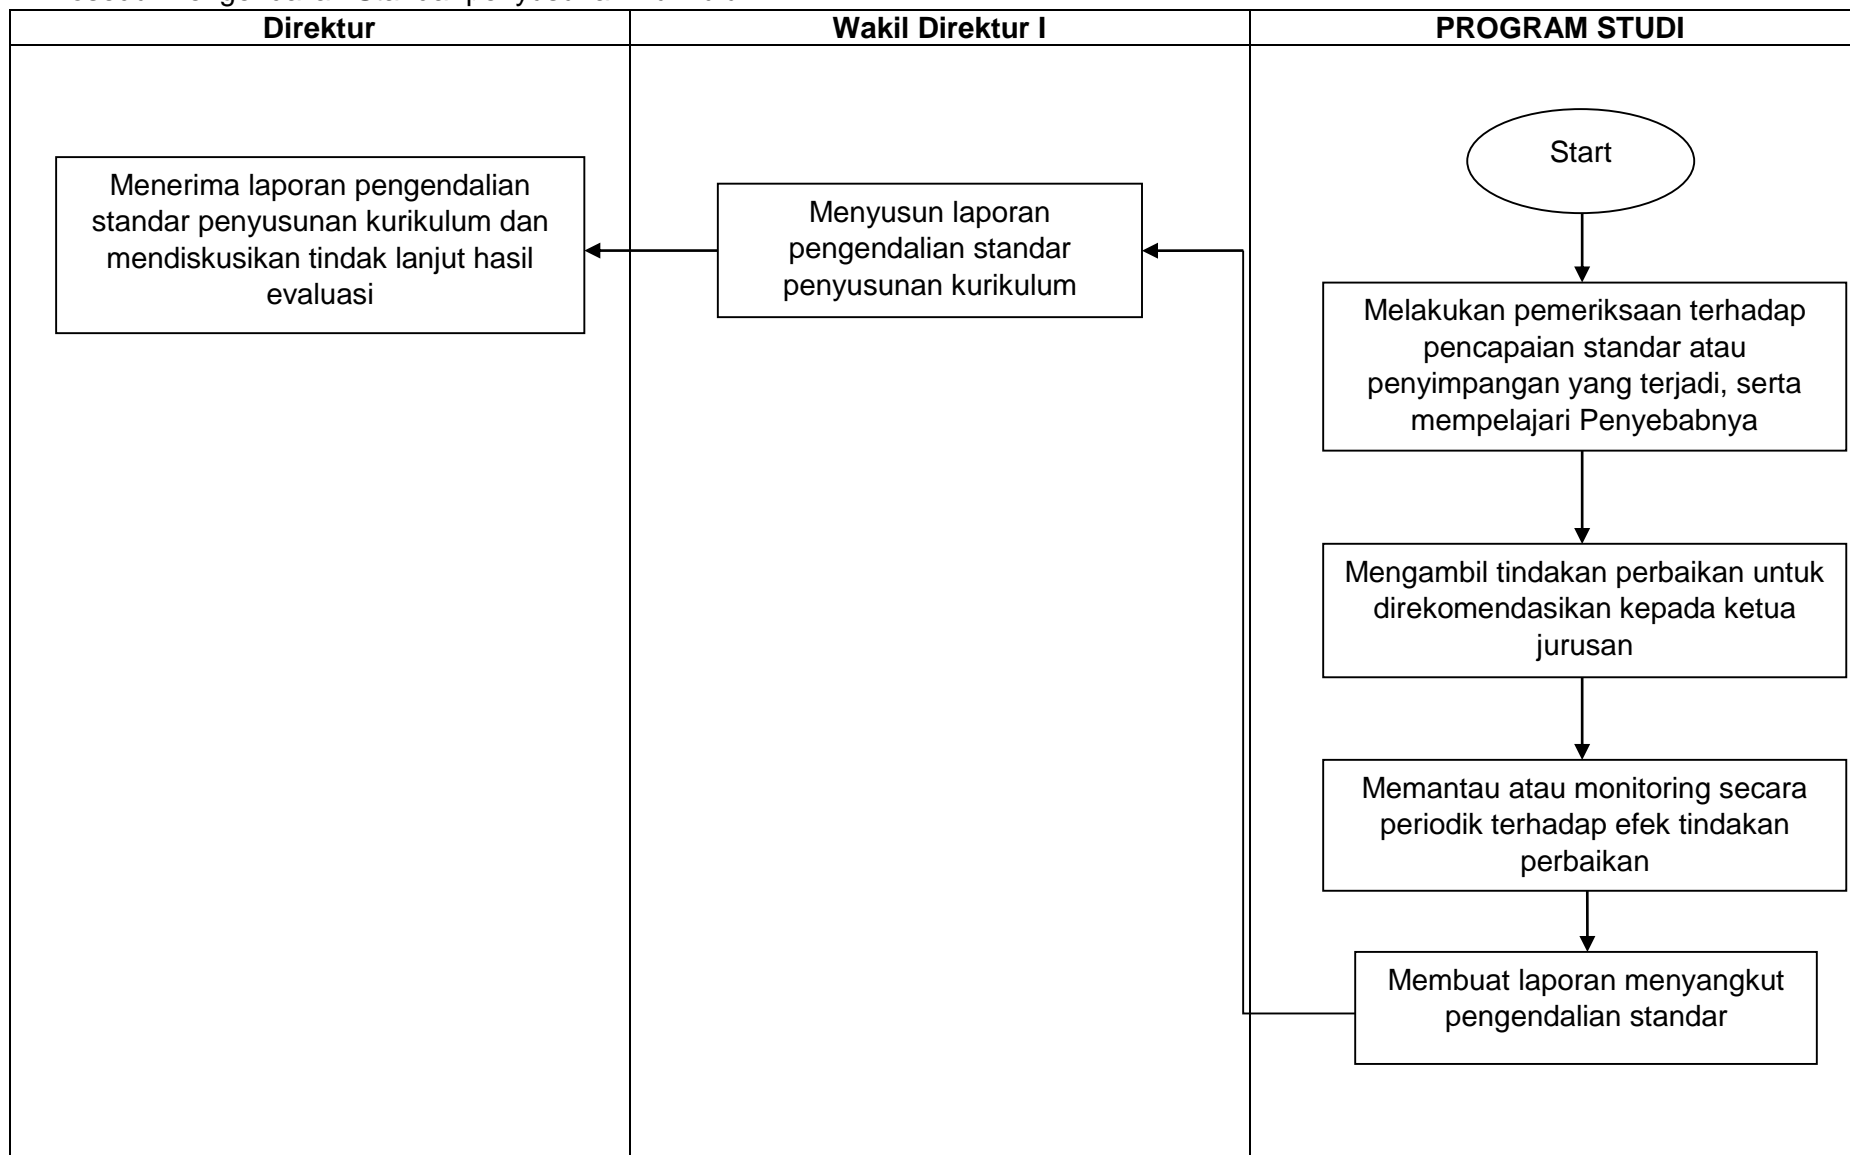 Direktur
Wakil Direktur I
PROGRAM STUDI
Start
Menerima laporan pengendalian
standar penyusunan kurikulum dan
mendiskusikan tindak lanjut hasil
evaluasi
Menyusun laporan
pengendalian standar
penyusunan kurikulum
Melakukan pemeriksaan terhadap
pencapaian standar atau
penyimpangan yang terjadi, serta
mempelajari Penyebabnya
Mengambil tindakan perbaikan untuk
direkomendasikan kepada ketua
jurusan
Memantau atau monitoring secara
periodik terhadap efek tindakan
perbaikan
Membuat laporan menyangkut
pengendalian standar